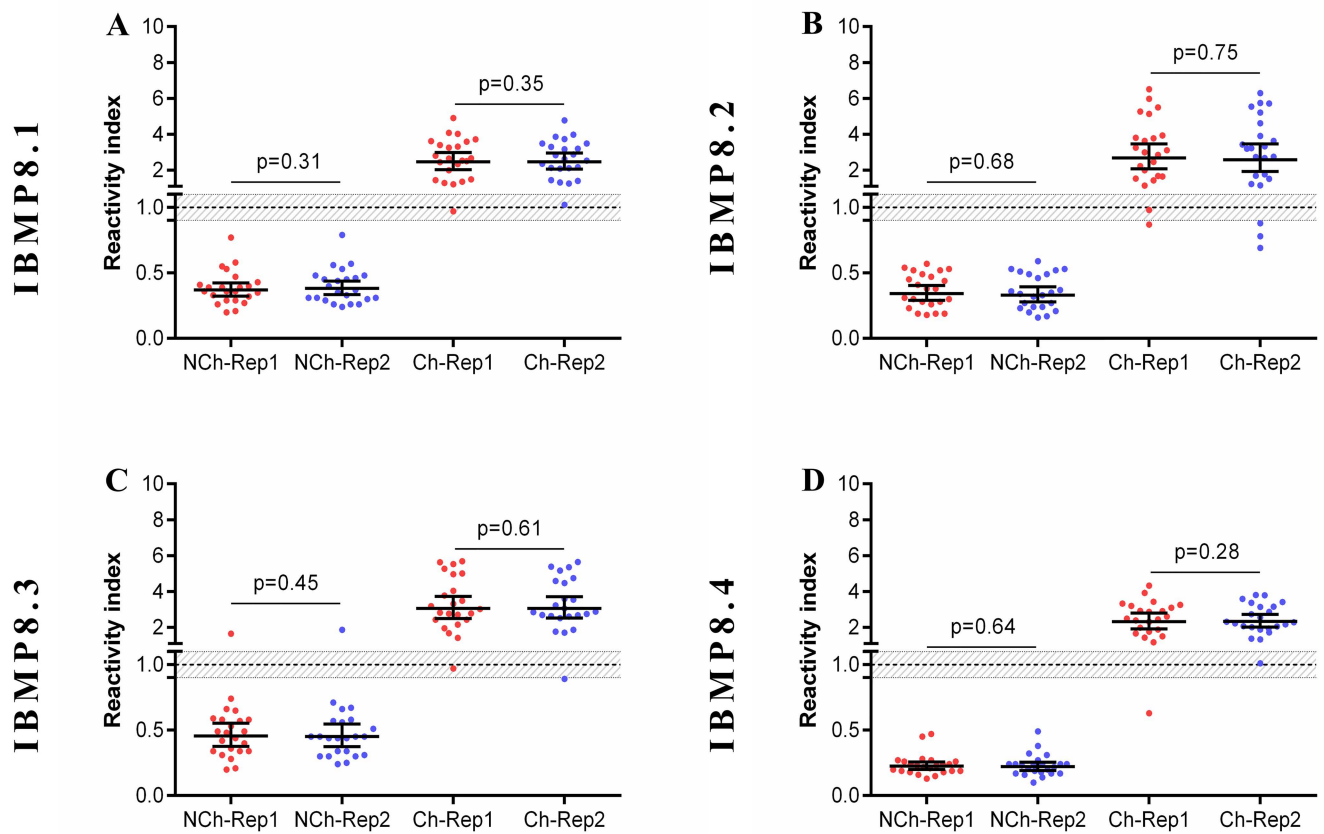 A
IBMP8.1
Reactivity index
10
8
6
4
2
1.0
0.5
0.0
p=0.31
p=0.35
NCh-Rep1 NCh-Rep2 Ch-Rep1 Ch-Rep2
B
IBMP8.2
Reactivity index
10
8
6
4
2
1.0
0.5
0.0
p=0.68
p=0.75
NCh-Rep1 NCh-Rep2 Ch-Rep1 Ch-Rep2
C
IBMP8.3
Reactivity index
10
8
6
4
2
1.0
0.5
0.0
p=0.45
p=0.61
NCh-Rep1 NCh-Rep2 Ch-Rep1 Ch-Rep2
D
IBMP8.4
Reactivity index
10
8
6
4
2
1.0
0.5
0.0
p=0.64
p=0.28
NCh-Rep1 NCh-Rep2 Ch-Rep1 Ch-Rep2